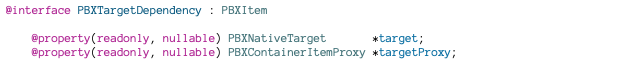 @interface PBXTargetDependency : PBXItem
@property(readonly, nullable) PBXNativeTarget *target;
@property(readonly, nullable) PBXContainerItemProxy *targetProxy;